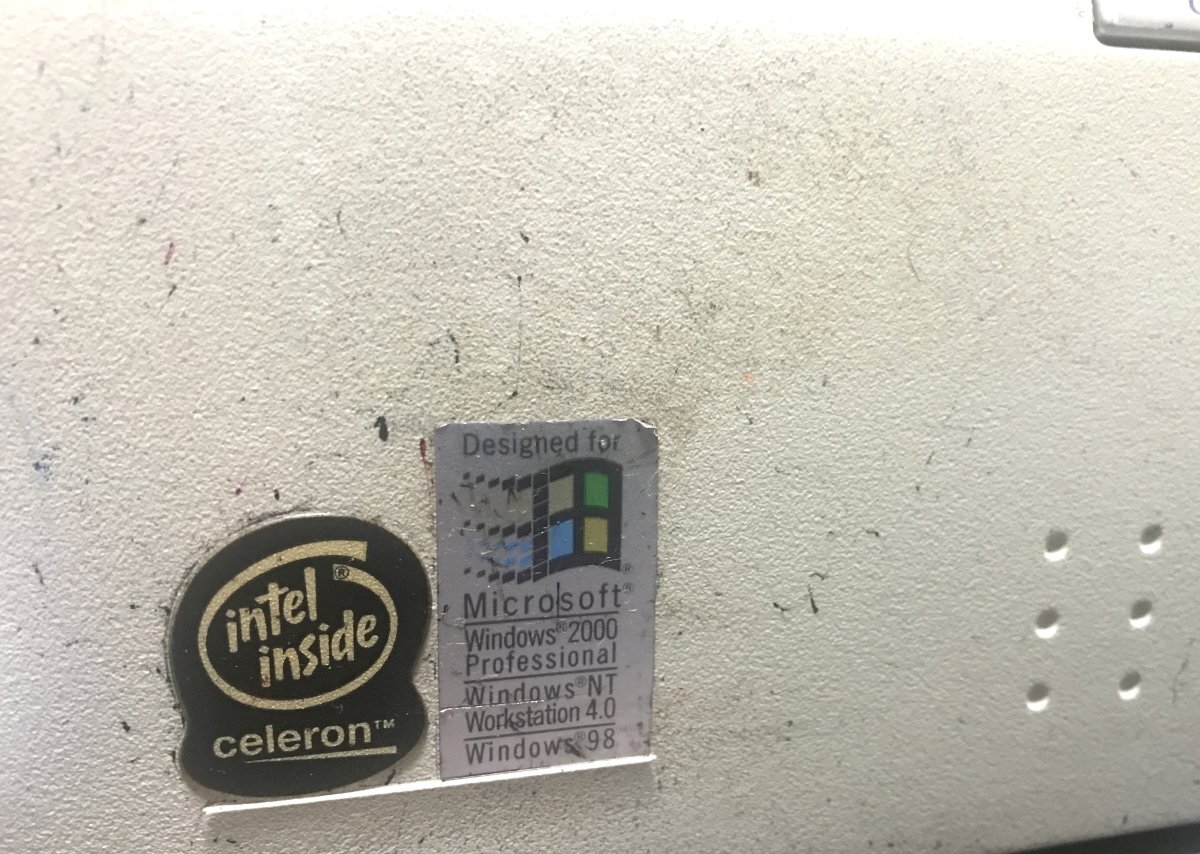 intel®
inside
celeron™
Designed for
®
Microsoft®
Windows®2000
Professional
Windows®NT
Workstation 4.0
Windows®98